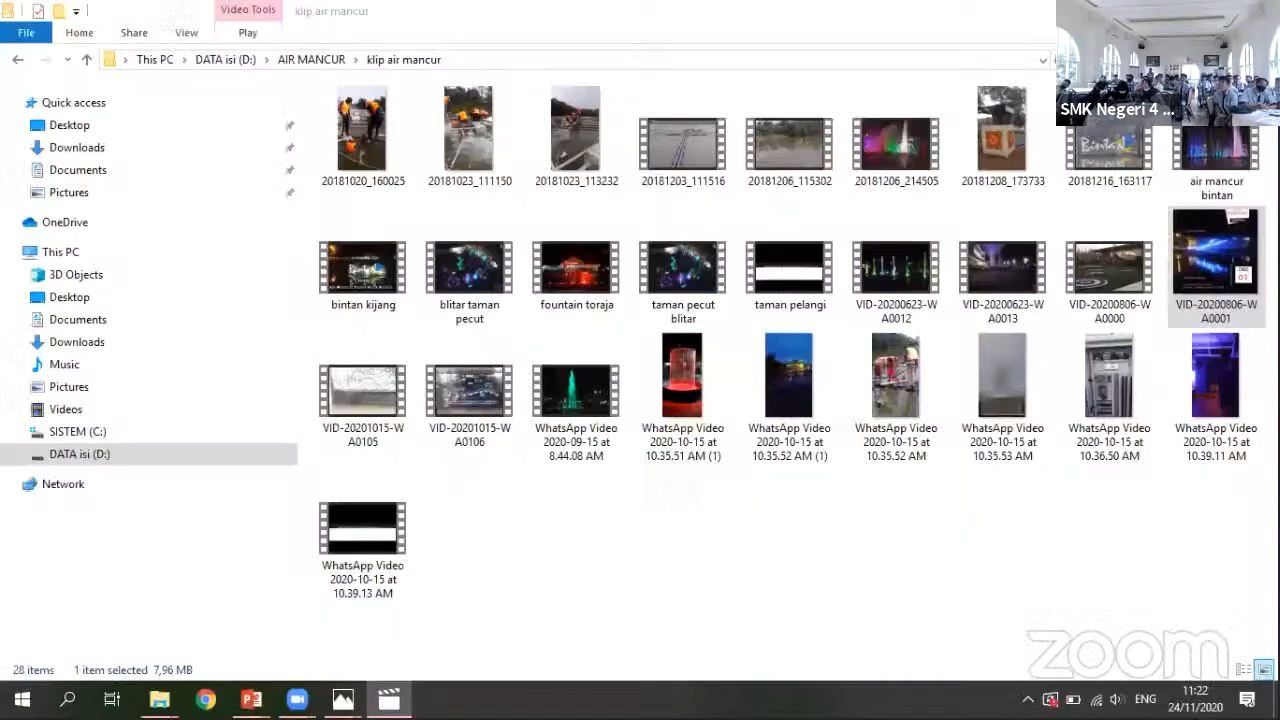 Video Tools
klip air mancur
File
Home
Share
View
Play
This PC
DATA isi (D:)
AIR MANCUR
klip air mancur
SMK Negeri 4 ...
Quick access
Desktop
Downloads
Documents
Pictures
OneDrive
This PC
3D Objects
Desktop
Documents
Downloads
Music
Pictures
Videos
SISTEM (C:)
DATA isi (D:)
Network
20181020_160025
20181023_111150
20181023_113232
20181203_111516
20181206_115302
20181206_214505
20181208_173733
Bintan
20181216_163117
air mancur
bintan
bintan kijang
blitar taman
pecut
fountain toraja
taman pecut
blitar
taman pelangi
VID-20200623-W
A0012
VID-20200623-W
A0013
VID-20200806-W
A0000
VID-20200806-W
A0001
VID-20201015-W
A0105
VID-20201015-W
A0106
WhatsApp Video
2020-09-15 at
8.44.08 AM
WhatsApp Video
2020-10-15 at
10.35.51 AM (1)
WhatsApp Video
2020-10-15 at
10.35.52 AM (1)
WhatsApp Video
2020-10-15 at
10.35.52 AM
WhatsApp Video
2020-10-15 at
10.35.53 AM
WhatsApp Video
2020-10-15 at
10.36.50 AM
WhatsApp Video
2020-10-15 at
10.39.11 AM
WhatsApp Video
2020-10-15 at
10.39.13 AM
28 items
1 item selected 7,96 MB
zoom
ENG
11:22
24/11/2020